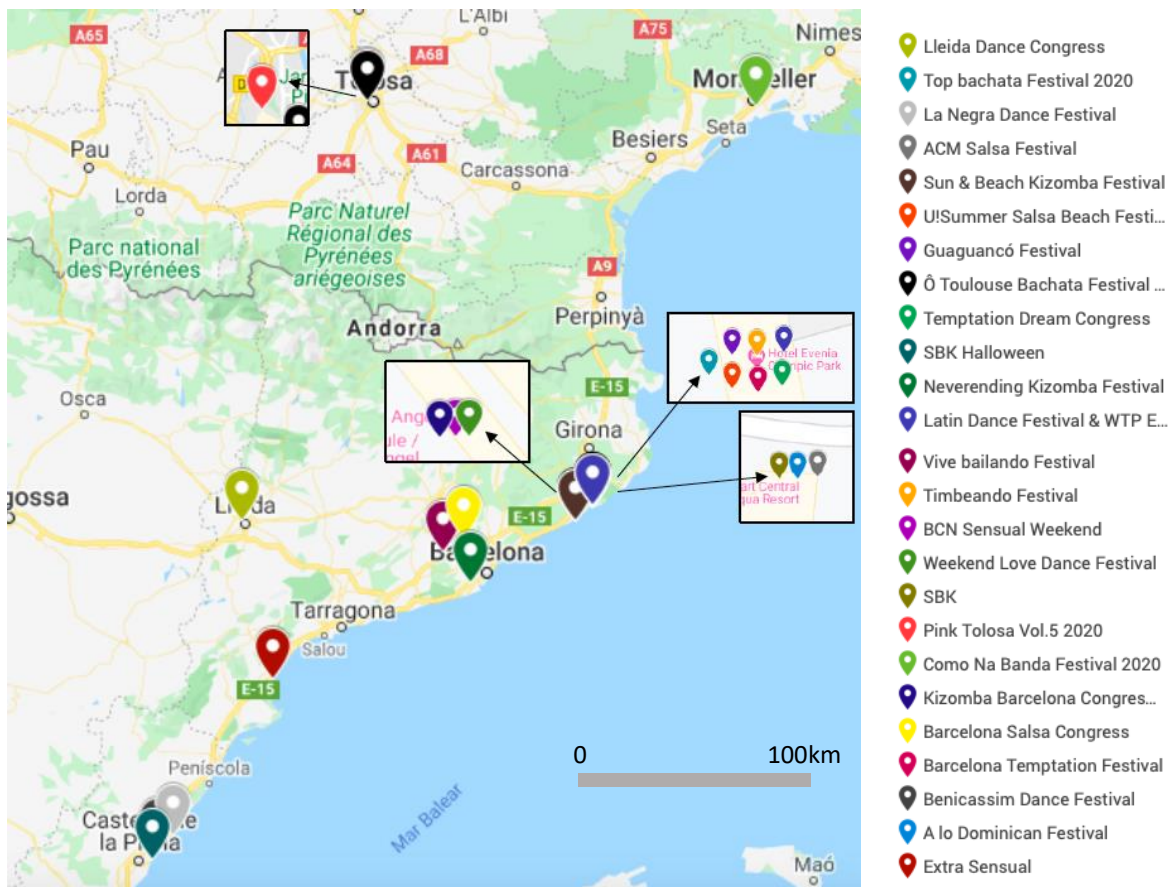 L'Albi
A65
A75
Nimes
A68
D
Tolosa
Montpeller
Besiers
Seta
Pau
A64
A61
Carcassona
Lorda
Parc Naturel
Régional des
Pyrénées
ariégeoises
Parc national
des Pyrénées
A9
Perpinyà
Andorra
Hotel Evenia
Olympic Park
E-15
Osca
Girona
gossa
Lleida
E-15
Barcelona
Tarragona
Salou
E-15
0 100km
Peníscola
la Plana
Mar Balear
Maó
Lleida Dance Congress
Top bachata Festival 2020
La Negra Dance Festival
ACM Salsa Festival
Sun & Beach Kizomba Festival
U!Summer Salsa Beach Festi...
Guaguancó Festival
Ô Toulouse Bachata Festival ...
Temptation Dream Congress
SBK Halloween
Neverending Kizomba Festival
Latin Dance Festival & WTP E...
Vive bailando Festival
Timbeando Festival
BCN Sensual Weekend
Weekend Love Dance Festival
SBK
Pink Tolosa Vol.5 2020
Como Na Banda Festival 2020
Kizomba Barcelona Congres...
Barcelona Salsa Congress
Barcelona Temptation Festival
Benicassim Dance Festival
A lo Dominican Festival
Extra Sensual